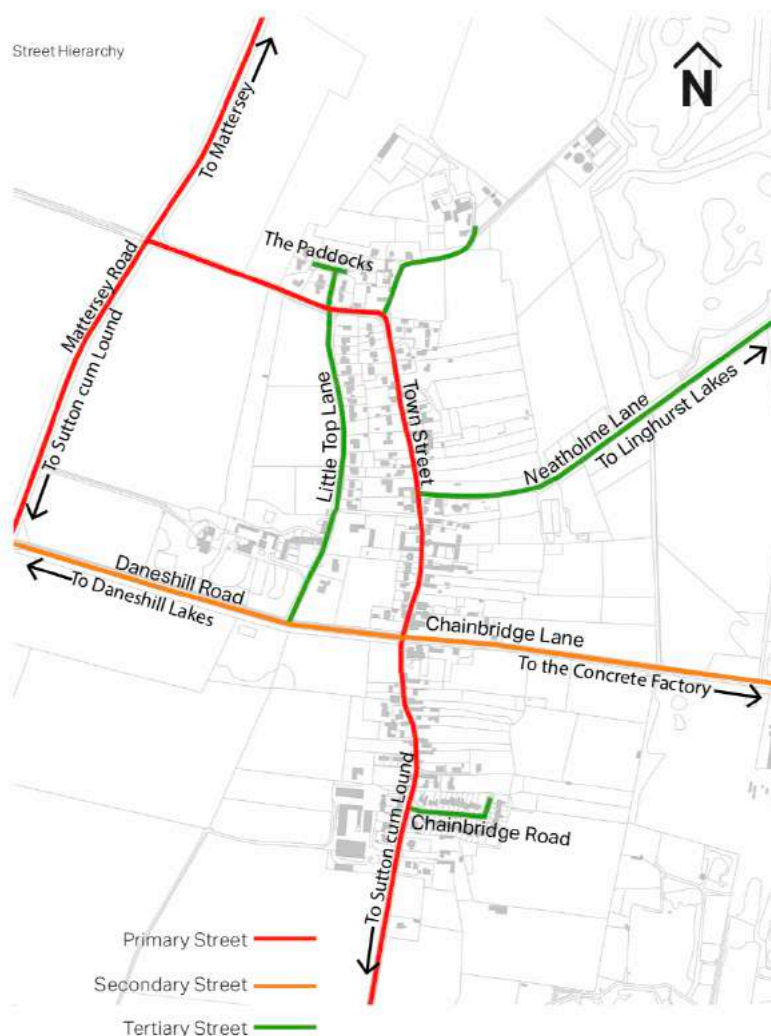 Street Hierarchy
N
To Mattersey
The Paddocks
Mattersey Road
To Sutton cum Lound
Little Top Lane
Town Street
Neatholme Lane
To Linghurst Lakes
Daneshill Road
To Daneshill Lakes
Chainbridge Lane
To the Concrete Factory
To Sutton cum Lound
Chainbridge Road
Primary Street
Secondary Street
Tertiary Street